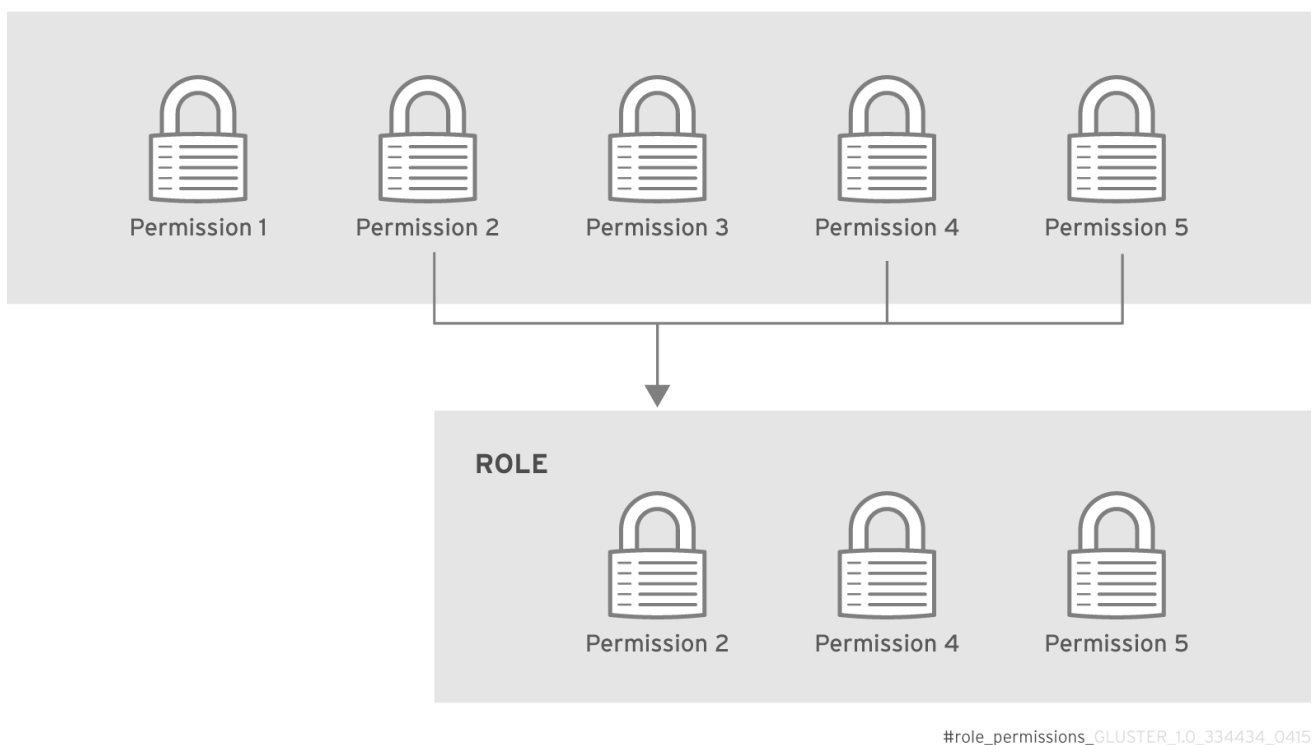 Permission 1 Permission 2 Permission 3 Permission 4 Permission 5
ROLE
Permission 2 Permission 4 Permission 5
#role_permissions_GLUSTER_1.0_334434_0415